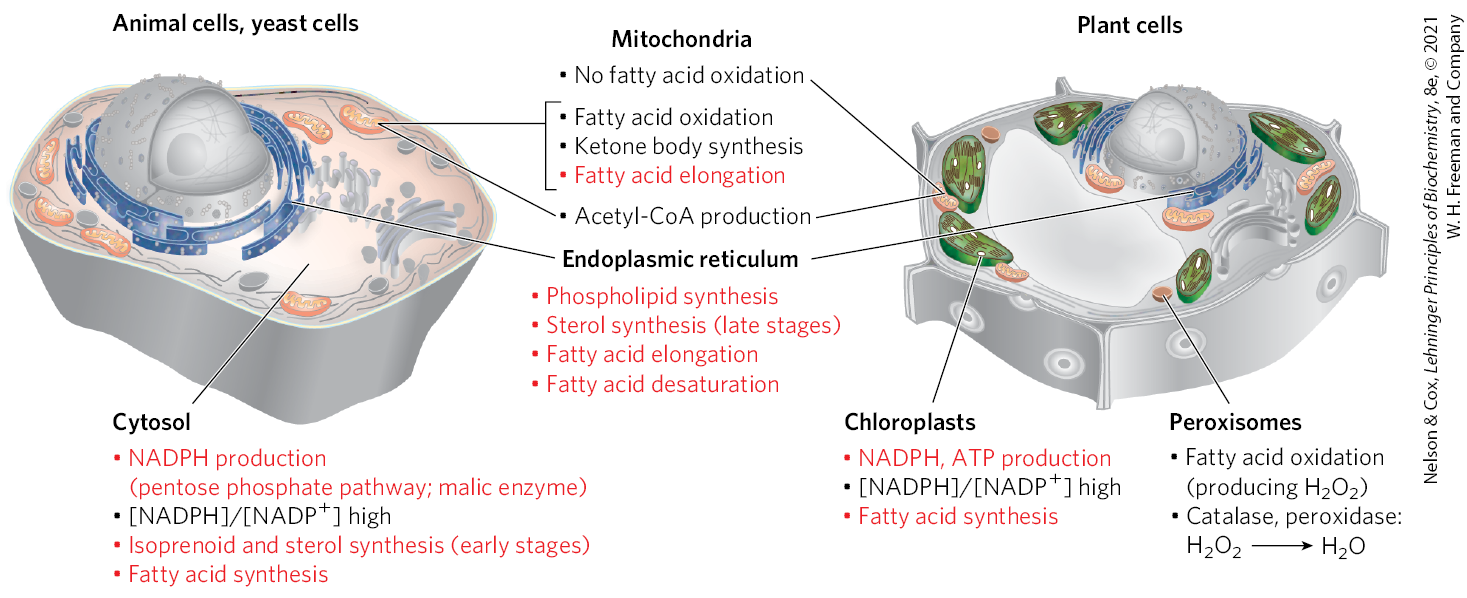 Animal cells, yeast cells
Mitochondria
• No fatty acid oxidation
• Fatty acid oxidation
• Ketone body synthesis
• Fatty acid elongation
• Acetyl-CoA production
Endoplasmic reticulum
• Phospholipid synthesis
• Sterol synthesis (late stages)
• Fatty acid elongation
• Fatty acid desaturation
Plant cells
Cytosol
• NADPH production
(pentose phosphate pathway; malic enzyme)
• [NADPH]/[NADP⁺] high
• Isoprenoid and sterol synthesis (early stages)
• Fatty acid synthesis
Chloroplasts
• NADPH, ATP production
• [NADPH]/[NADP⁺] high
• Fatty acid synthesis
Peroxisomes
• Fatty acid oxidation
(producing H₂O₂)
• Catalase, peroxidase:
H₂O₂ ⟶ H₂O
Nelson & Cox, Lehninger Principles of Biochemistry, 8e, © 2021
W. H. Freeman and Company